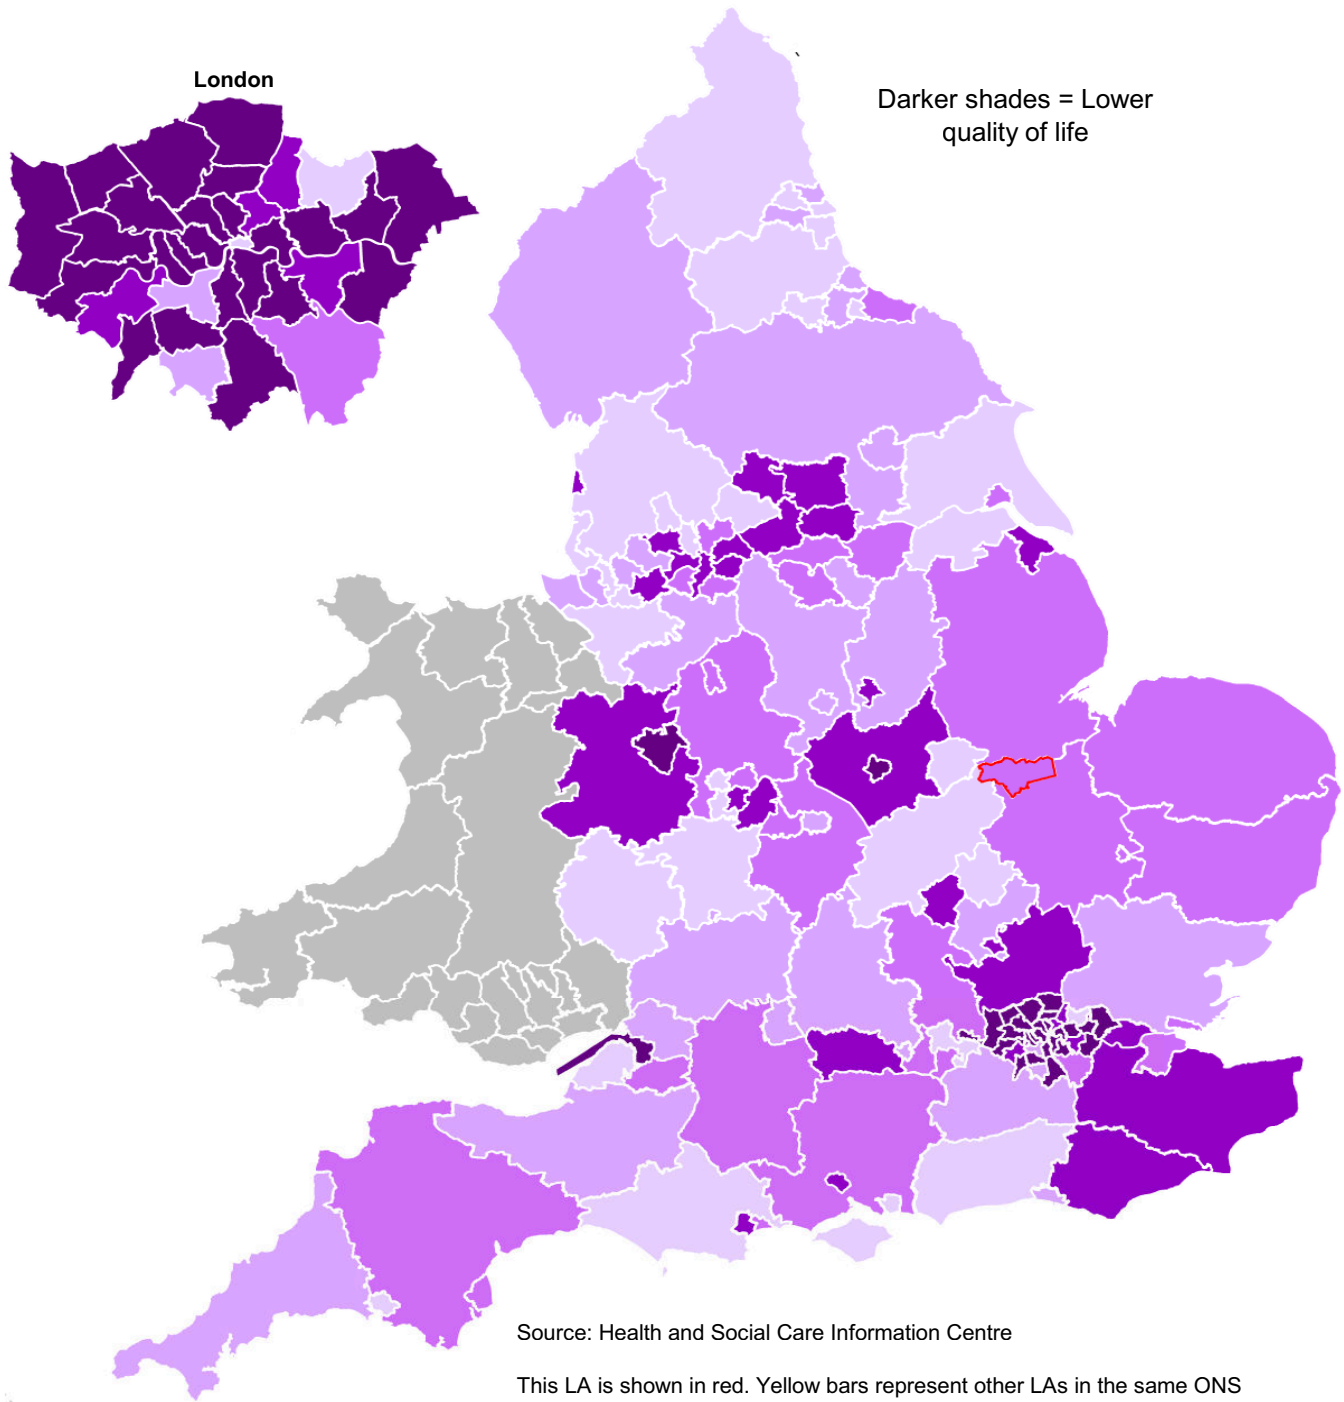 London
Darker shades = Lower
quality of life
Source: Health and Social Care Information Centre
This LA is shown in red. Yellow bars represent other LAs in the same ONS